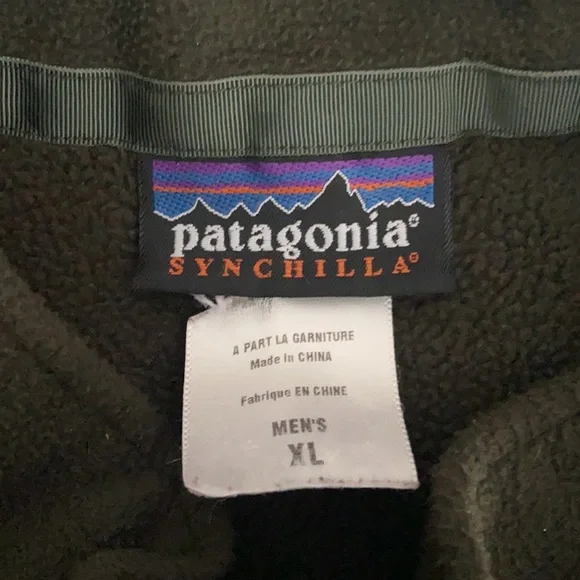 patagonia®
SYNCHILLA®
A PART LA GARNITURE
Made in CHINA
Fabrique EN CHINE
MEN'S
XL